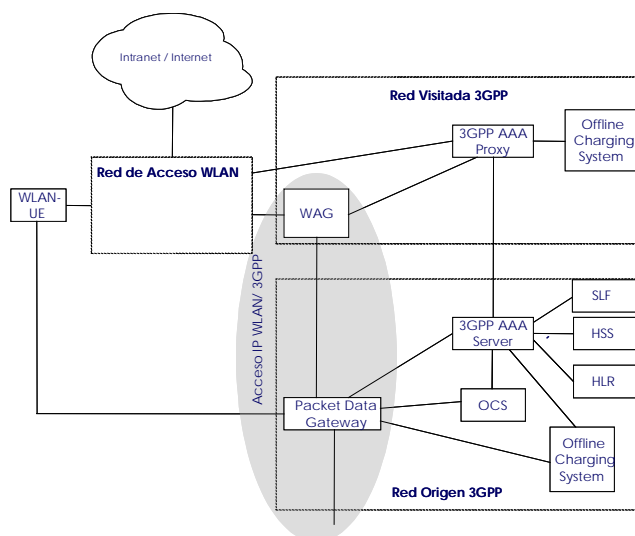 Intranet / Internet
Red Visitada 3GPP
3GPP AAA
Proxy
Offline
Charging
System
Red de Acceso WLAN
WLAN-
UE
WAG
Acceso IP WLAN/ 3GPP
3GPP AAA
Server
SLF
HSS
HLR
Packet Data
Gateway
OCS
Offline
Charging
System
Red Origen 3GPP